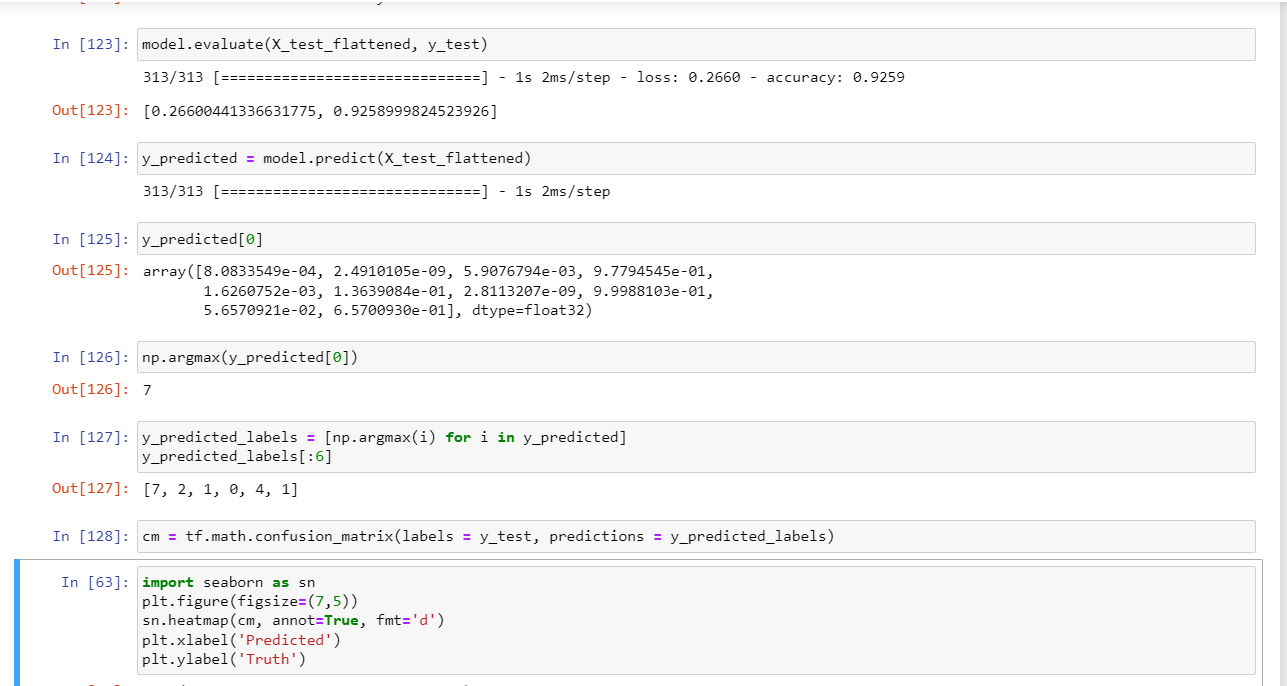 In [123]: model.evaluate(X_test_flattened, y_test)
313/313 [==============================] - 1s 2ms/step - loss: 0.2660 - accuracy: 0.9259
Out[123]: [0.26600441336631775, 0.9258999824523926]
In [124]: y_predicted = model.predict(X_test_flattened)
313/313 [==============================] - 1s 2ms/step
In [125]: y_predicted[0]
Out[125]: array([8.0833549e-04, 2.4910105e-09, 5.9076794e-03, 9.7794545e-01,
1.6260752e-03, 1.3639084e-01, 2.8113207e-09, 9.9988103e-01,
5.6570921e-02, 6.5700930e-01], dtype=float32)
In [126]: np.argmax(y_predicted[0])
Out[126]: 7
In [127]: y_predicted_labels = [np.argmax(i) for i in y_predicted]
y_predicted_labels[:6]
Out[127]: [7, 2, 1, 0, 4, 1]
In [128]: cm = tf.math.confusion_matrix(labels = y_test, predictions = y_predicted_labels)
In [63]: import seaborn as sn
plt.figure(figsize=(7,5))
sn.heatmap(cm, annot=True, fmt='d')
plt.xlabel('Predicted')
plt.ylabel('Truth')